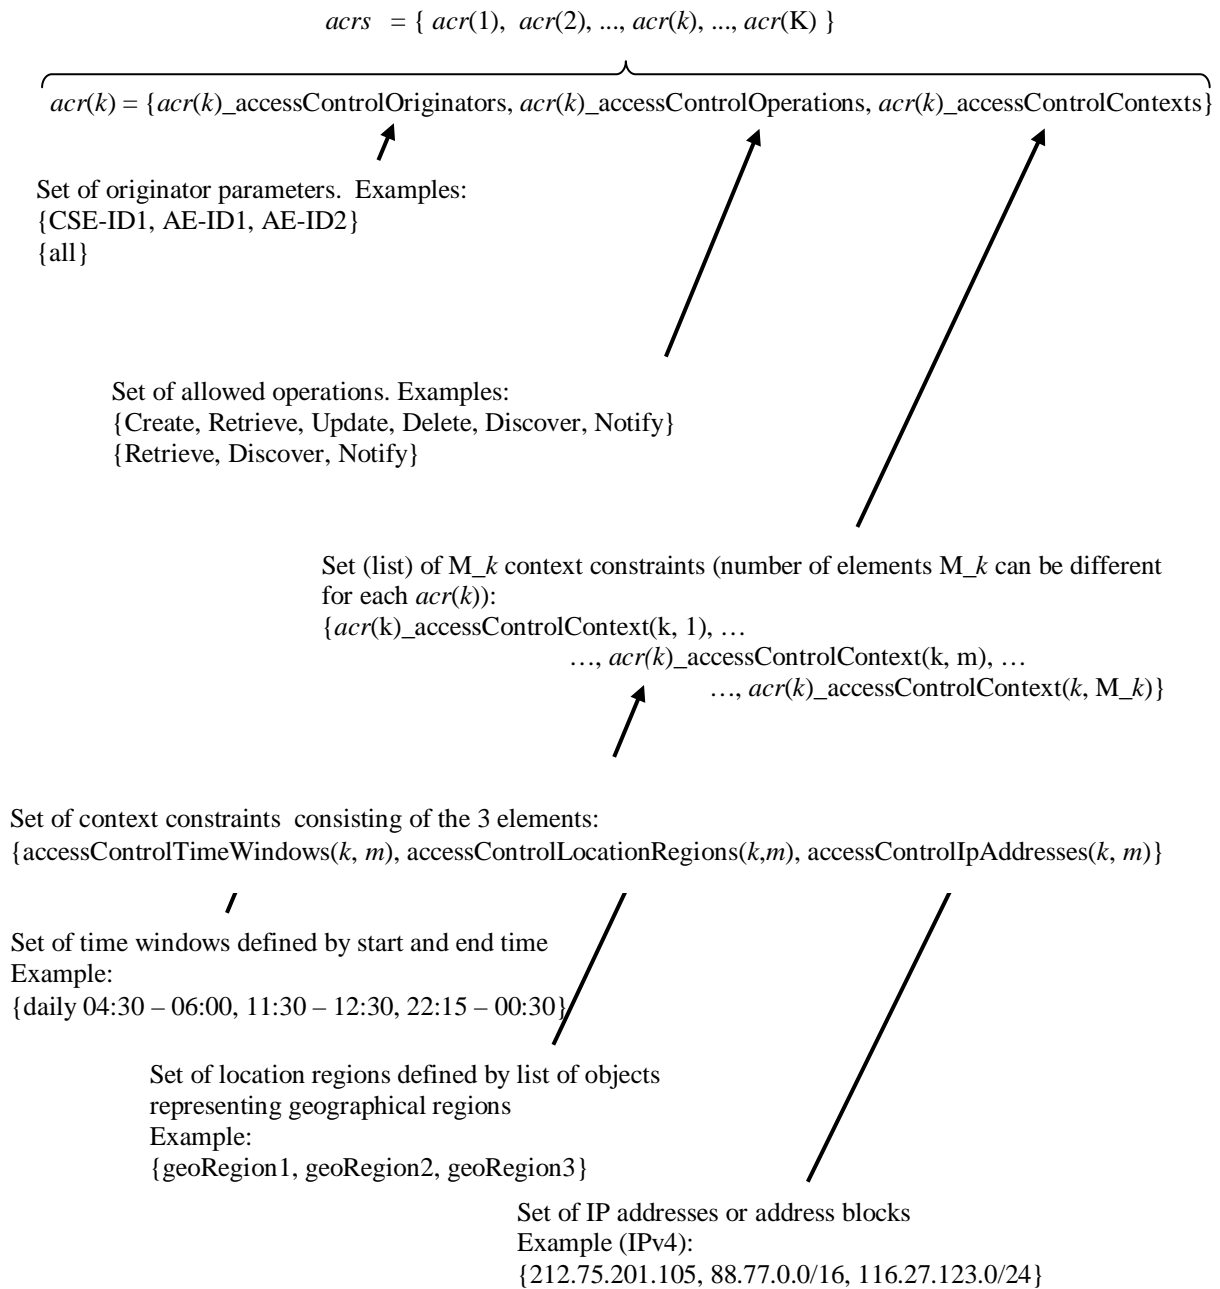 acrs = { acr(1), acr(2), ..., acr(k), ..., acr(K) }
acr(k) = {acr(k)_accessControlOriginators, acr(k)_accessControlOperations, acr(k)_accessControlContexts}
Set of originator parameters. Examples:
{CSE-ID1, AE-ID1, AE-ID2}
{all}
Set of allowed operations. Examples:
{Create, Retrieve, Update, Delete, Discover, Notify}
{Retrieve, Discover, Notify}
Set (list) of M_k context constraints (number of elements M_k can be different
for each acr(k)):
{acr(k)_accessControlContext(k, 1), …
…, acr(k)_accessControlContext(k, m), …
…, acr(k)_accessControlContext(k, M_k)}
Set of context constraints consisting of the 3 elements:
{accessControlTimeWindows(k, m), accessControlLocationRegions(k,m), accessControlIpAddresses(k, m)}
Set of time windows defined by start and end time
Example:
{daily 04:30 – 06:00, 11:30 – 12:30, 22:15 – 00:30}
Set of location regions defined by list of objects
representing geographical regions
Example:
{geoRegion1, geoRegion2, geoRegion3}
Set of IP addresses or address blocks
Example (IPv4):
{212.75.201.105, 88.77.0.0/16, 116.27.123.0/24}